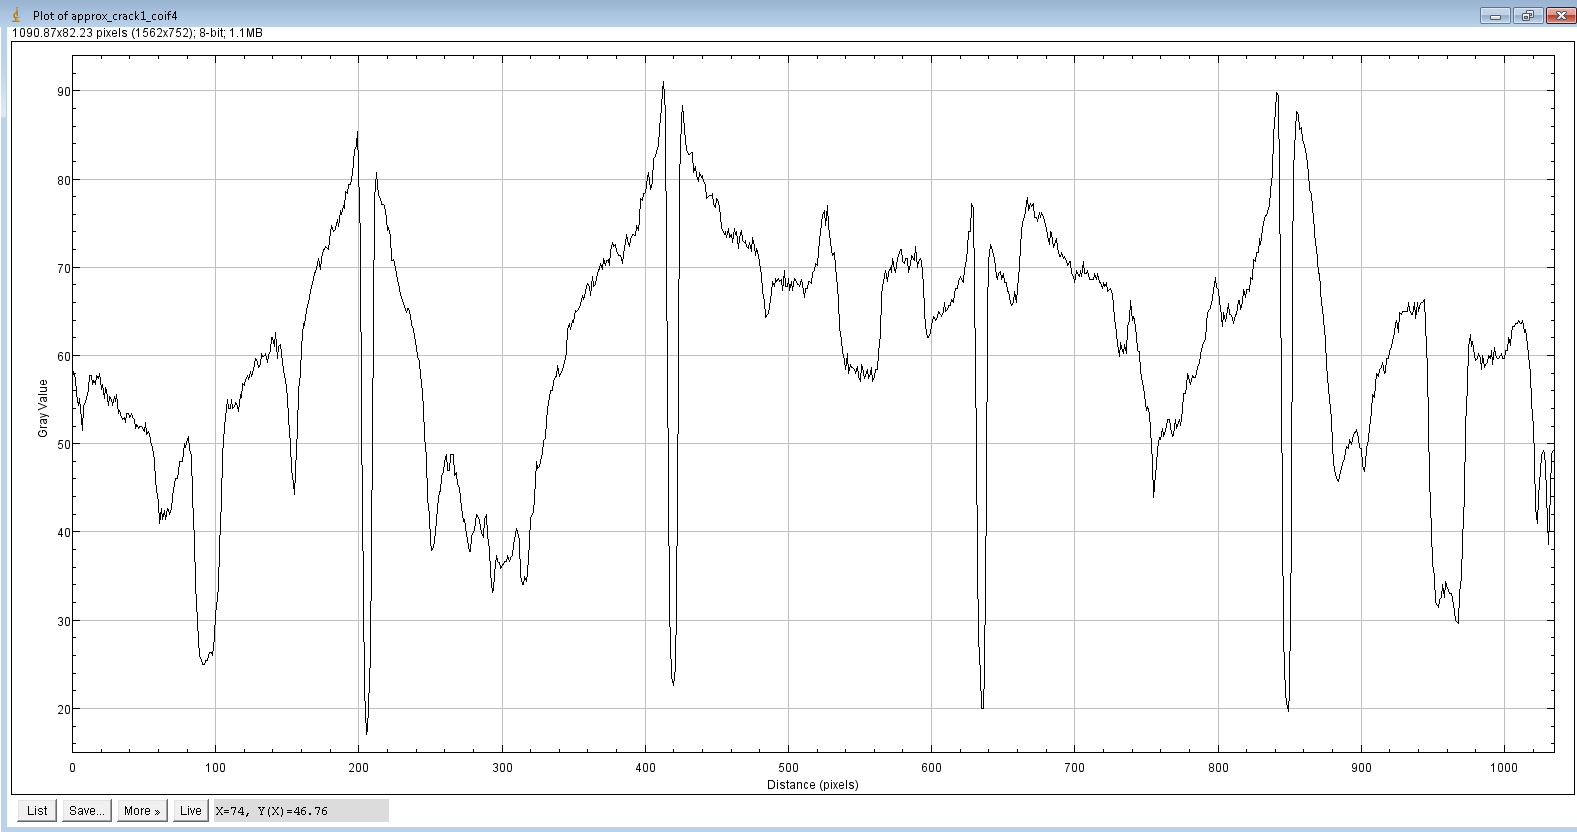 Plot of approx_crack1_coif4
1090.87x82.23 pixels (1562x752); 8-bit; 1.1MB
90
80
70
60
50
40
30
20
Gray Value
0 100 200 300 400 500 600 700 800 900 1000
Distance (pixels)
List Save... More » Live X=74, Y(X)=46.76